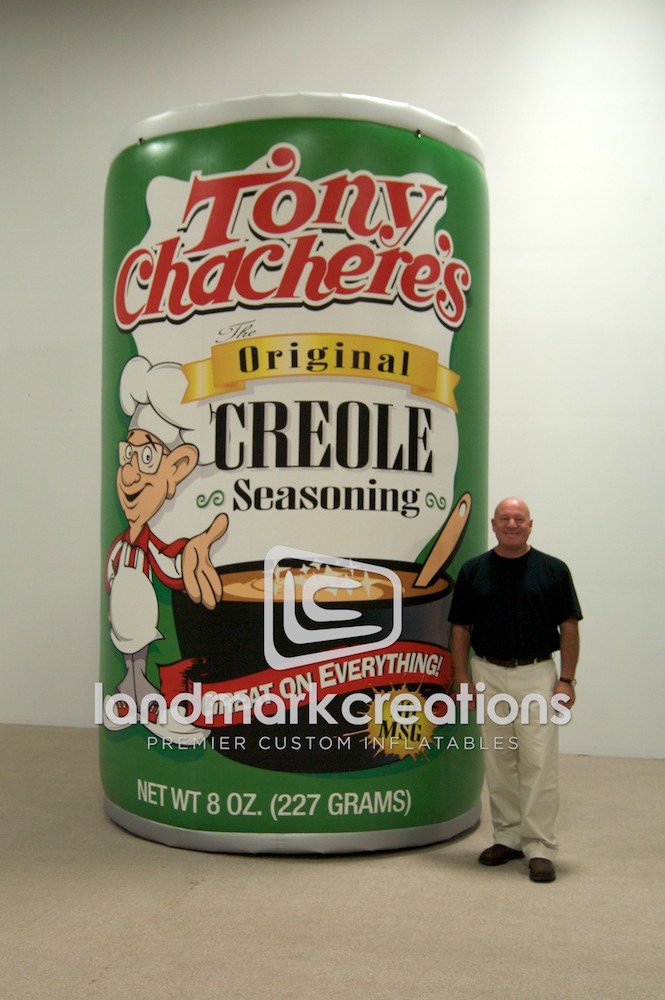 Tony
Chachere's
The
Original
CREOLE
Seasoning
GREAT ON EVERYTHING!
MSG
landmarkcreations
PREMIER CUSTOM INFLATABLES
NET WT 8 OZ. (227 GRAMS)